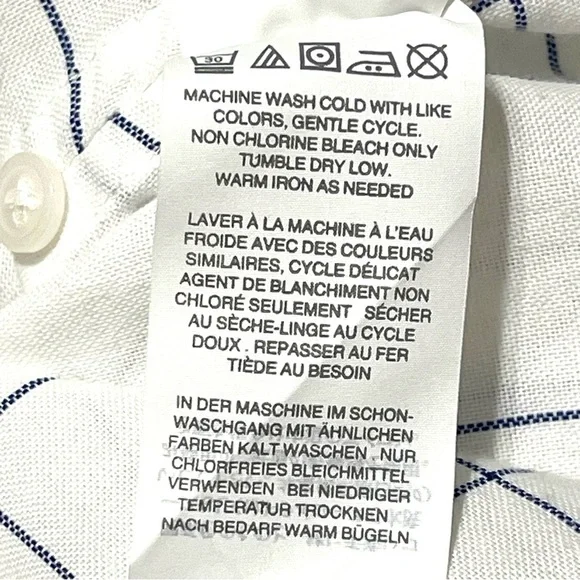 30
MACHINE WASH COLD WITH LIKE
COLORS, GENTLE CYCLE.
NON CHLORINE BLEACH ONLY
TUMBLE DRY LOW.
WARM IRON AS NEEDED
LAVER À LA MACHINE À L'EAU
FROIDE AVEC DES COULEURS
SIMILAIRES, CYCLE DÉLICAT
AGENT DE BLANCHIMENT NON
CHLORÉ SEULEMENT SÉCHER
AU SÈCHE-LINGE AU CYCLE
DOUX . REPASSER AU FER
TIÈDE AU BESOIN
IN DER MASCHINE IM SCHON-
WASCHGANG MIT ÄHNLICHEN
FARBEN KALT WASCHEN . NUR
CHLORFREIES BLEICHMITTEL
VERWENDEN BEI NIEDRIGER
TEMPERATUR TROCKNEN
NACH BEDARF WARM BÜGELN